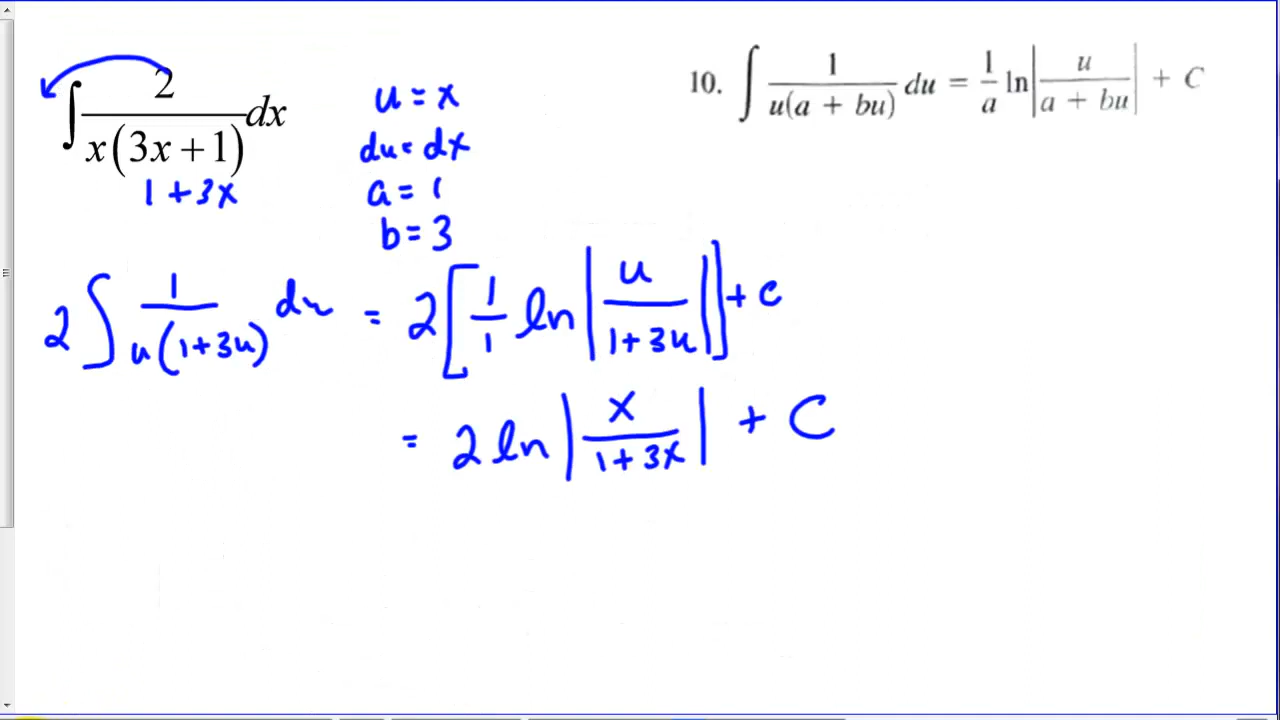 ∫ 2 / x(3x + 1) dx
1 + 3x
u = x
du = dx
a = 1
b = 3
10. ∫ 1 / u(a + bu) du = 1/a ln|u / a + bu| + C
2 ∫ 1 / u(1+3u) du = 2[1/1 ln|u / 1+3u|] + c
= 2 ln|x / 1+3x| + C